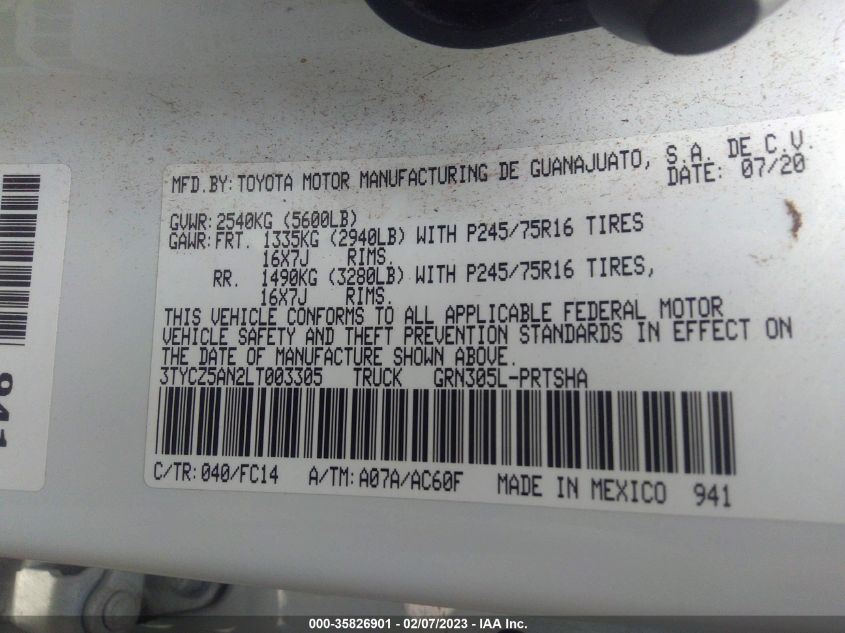 MFD.BY: TOYOTA MOTOR MANUFACTURING DE GUANAJUATO, S.A. DE C.V.
DATE: 07/20
GVWR: 2540KG (5600LB)
GAWR: FRT. 1335KG (2940LB) WITH P245/75R16 TIRES
16X7J RIMS.
RR. 1490KG (3280LB) WITH P245/75R16 TIRES,
16X7J RIMS.
THIS VEHICLE CONFORMS TO ALL APPLICABLE FEDERAL MOTOR
VEHICLE SAFETY AND THEFT PREVENTION STANDARDS IN EFFECT ON
THE DATE OF MANUFACTURE SHOWN ABOVE.
3TYCZ5AN2LT003305 TRUCK GRN305L-PRTSHA
C/TR: 040/FC14 A/TM: A07A/AC60F MADE IN MEXICO 941
941
000-35826901 - 02/07/2023 - IAA Inc.